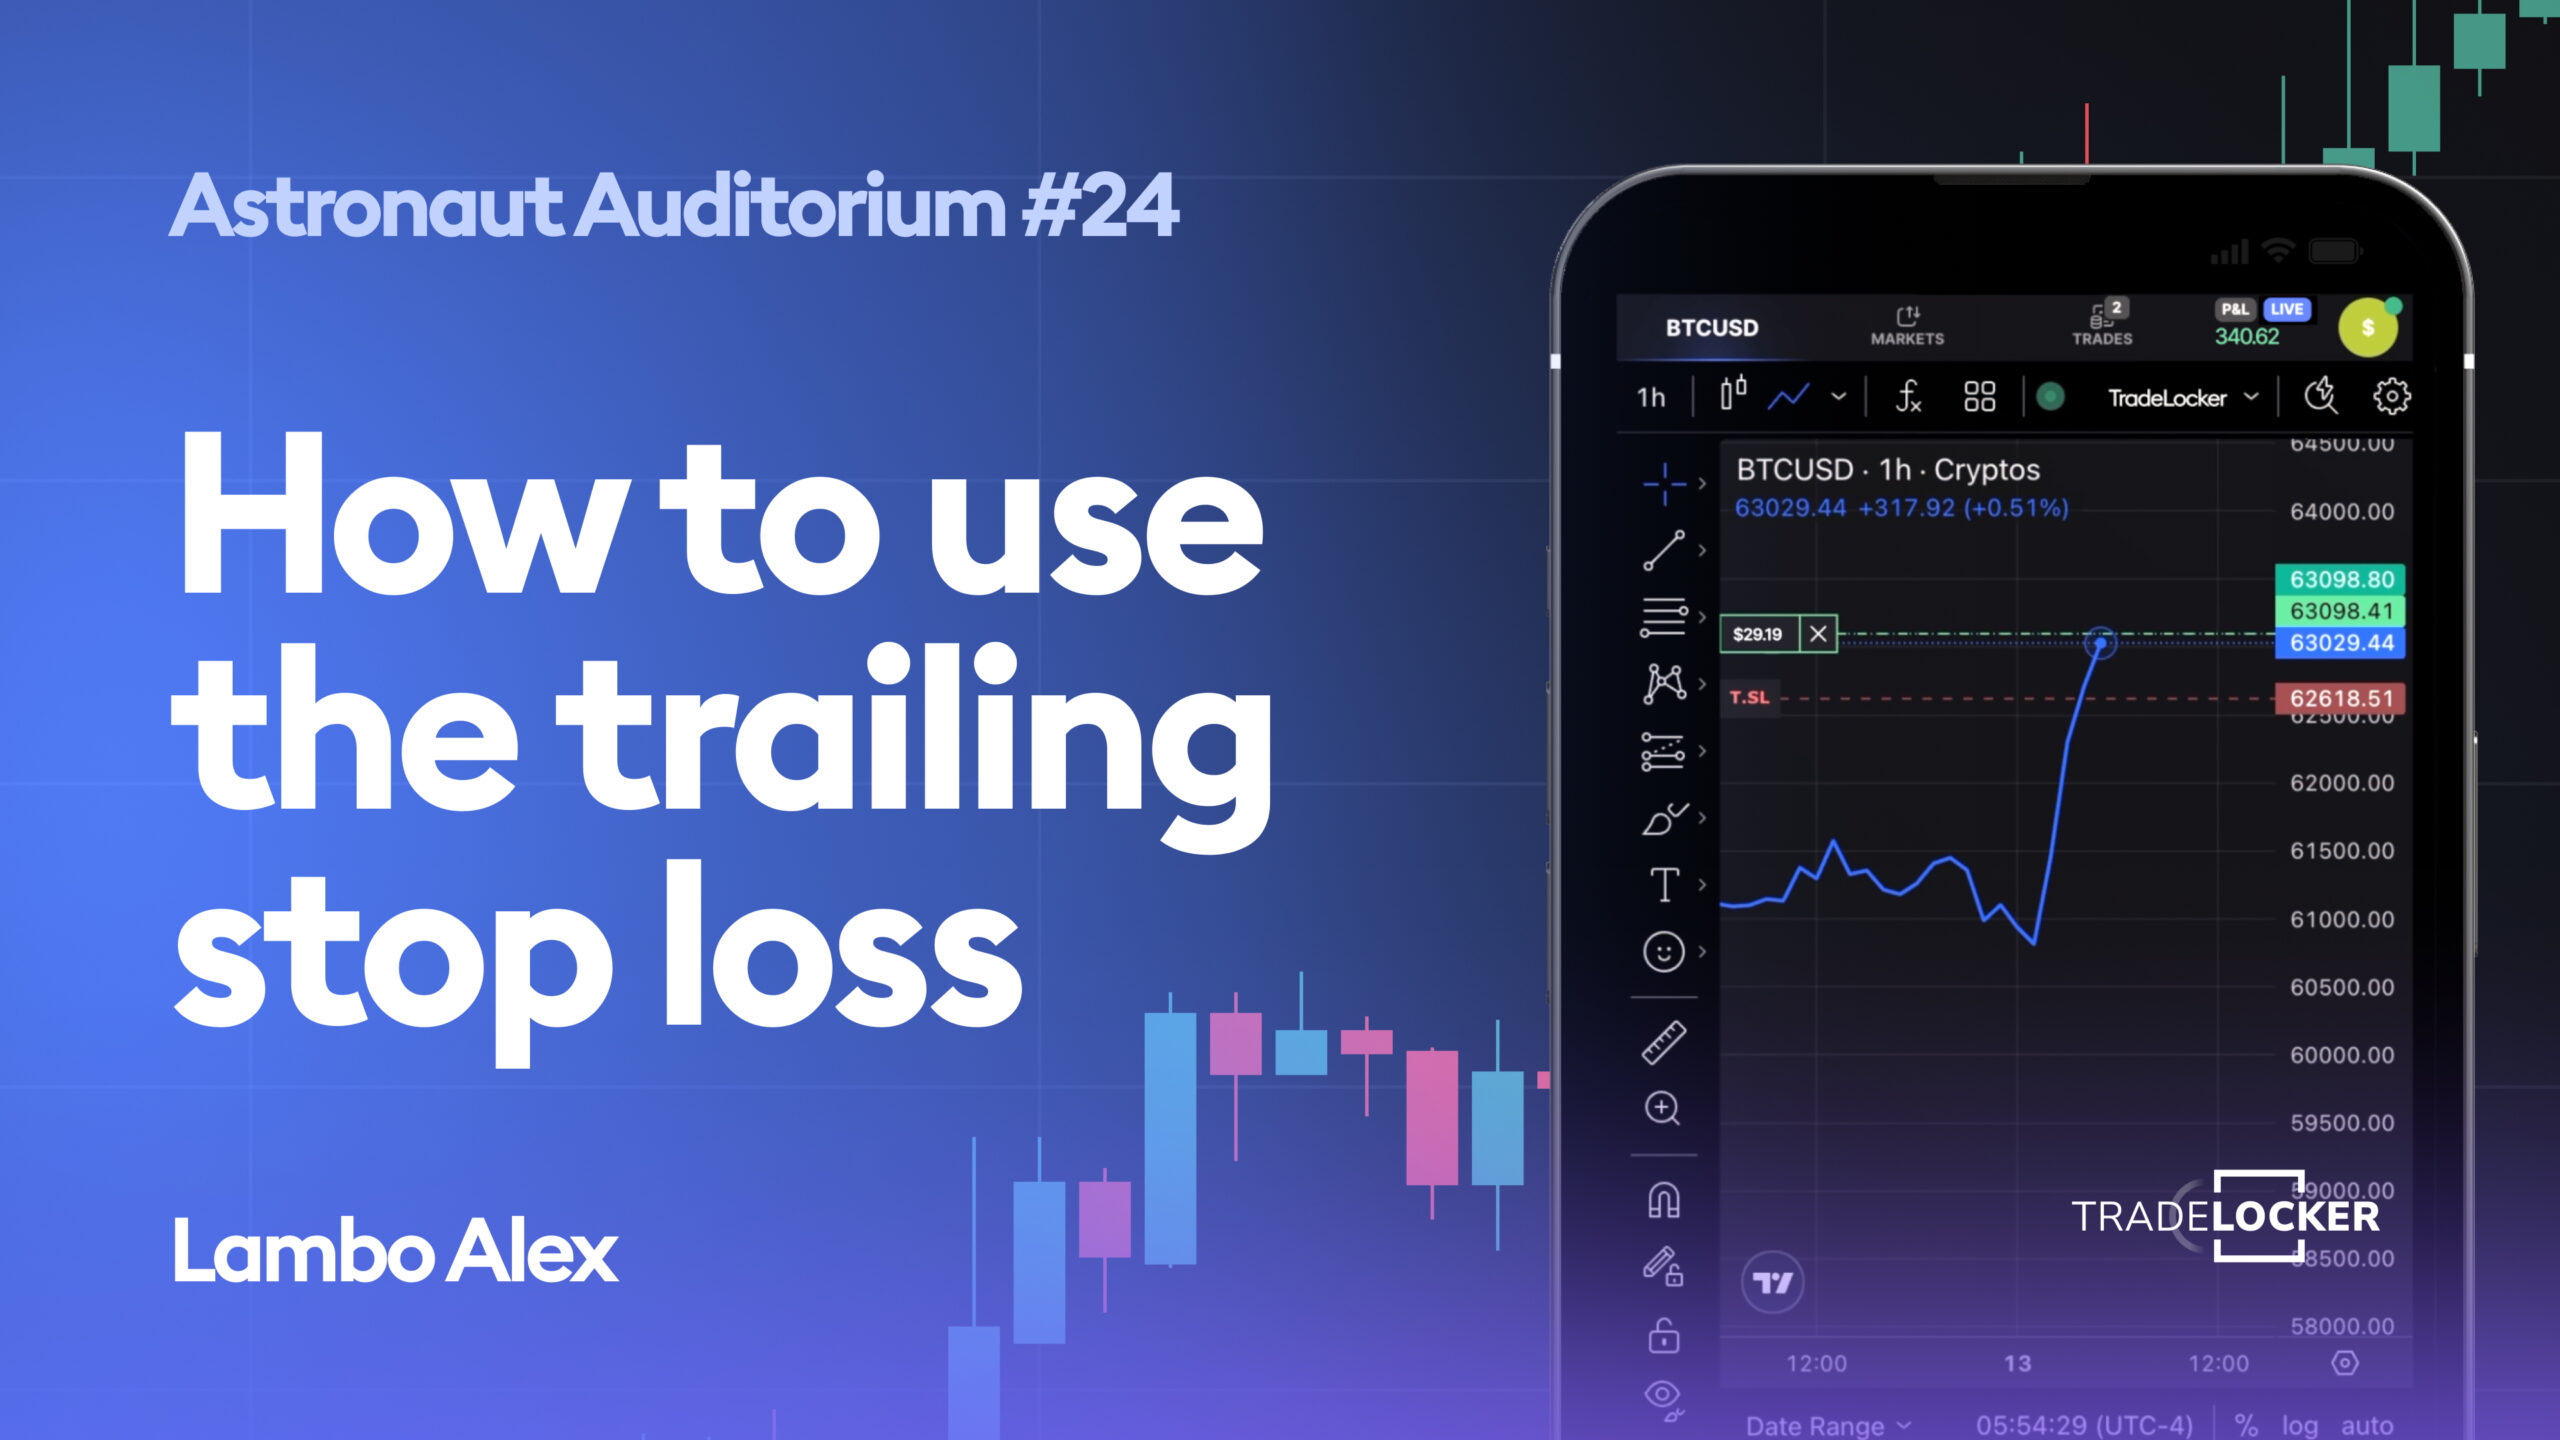 Astronaut Auditorium #24
How to use
the trailing
stop loss
Lambo Alex
BTCUSD
MARKETS
2
TRADES
P&L LIVE
340.62
$
1h
TradeLocker
BTCUSD · 1h · Cryptos
63029.44 +317.92 (+0.51%)
64500.00
64000.00
63098.80
63098.41
$29.19
63029.44
T.SL
62618.51
62500.00
62000.00
61500.00
61000.00
60500.00
60000.00
59500.00
59000.00
TRADELOCKER
58500.00
58000.00
12:00 13 12:00
Date Range 05:54:29 (UTC-4) % log auto